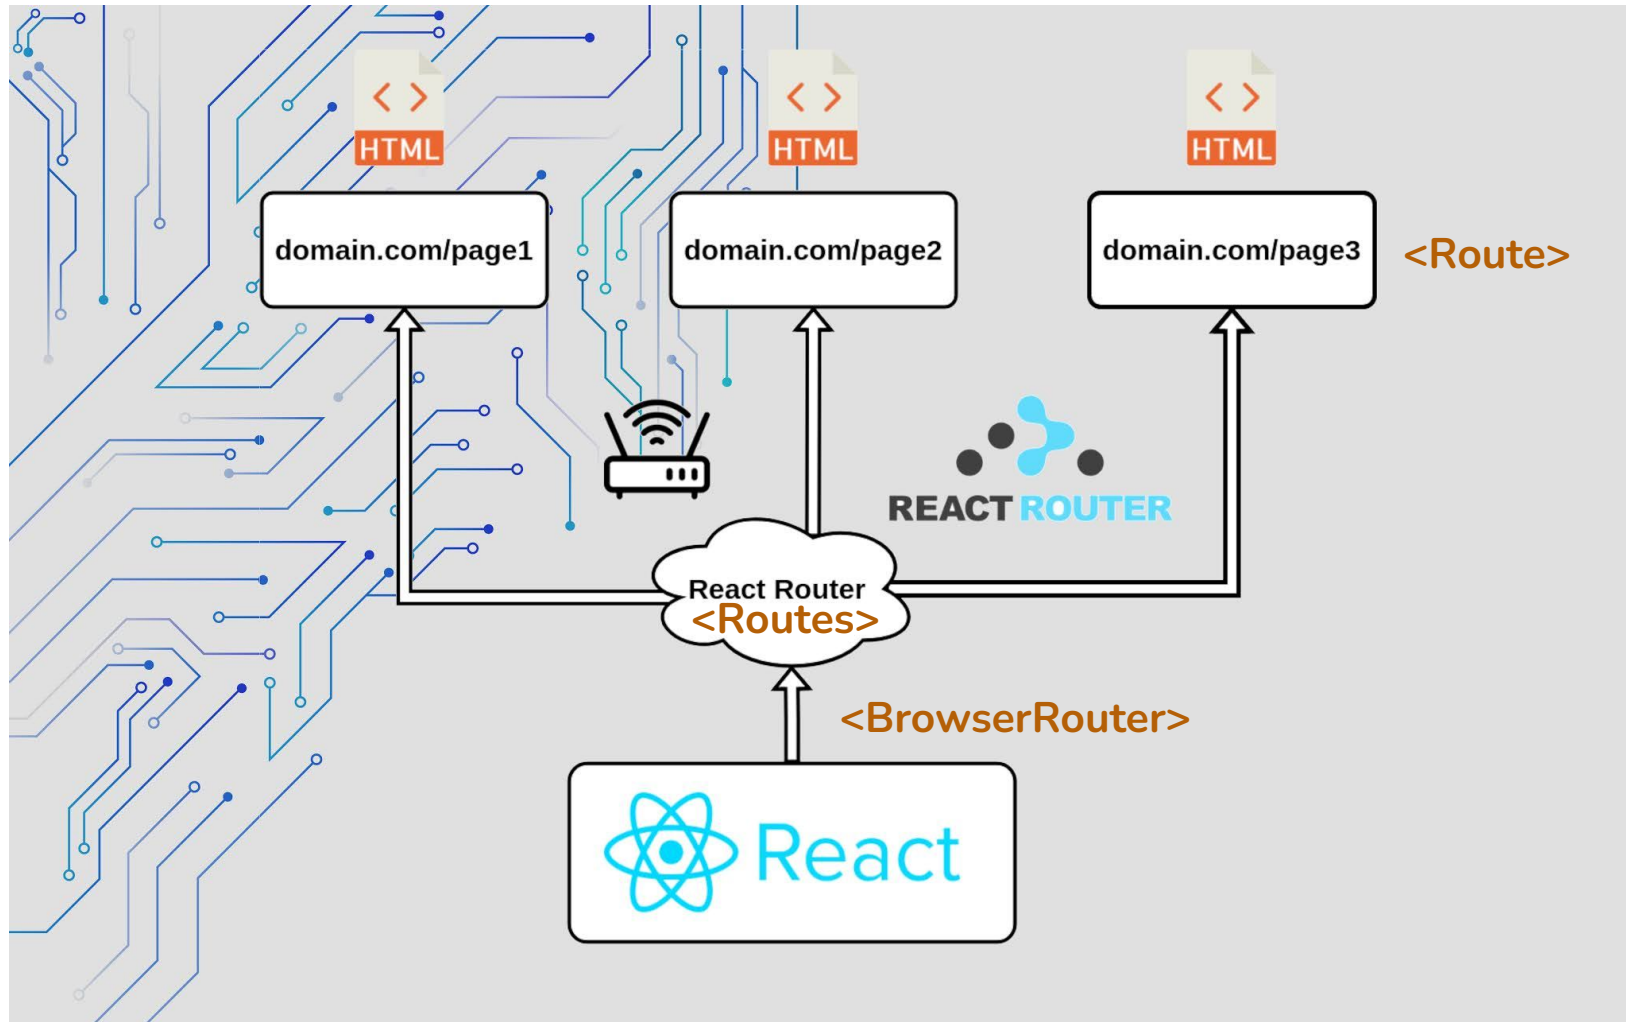 HTML
HTML
HTML
domain.com/page1
domain.com/page2
domain.com/page3
<Route>
REACT ROUTER
React Router
<Routes>
<BrowserRouter>
React